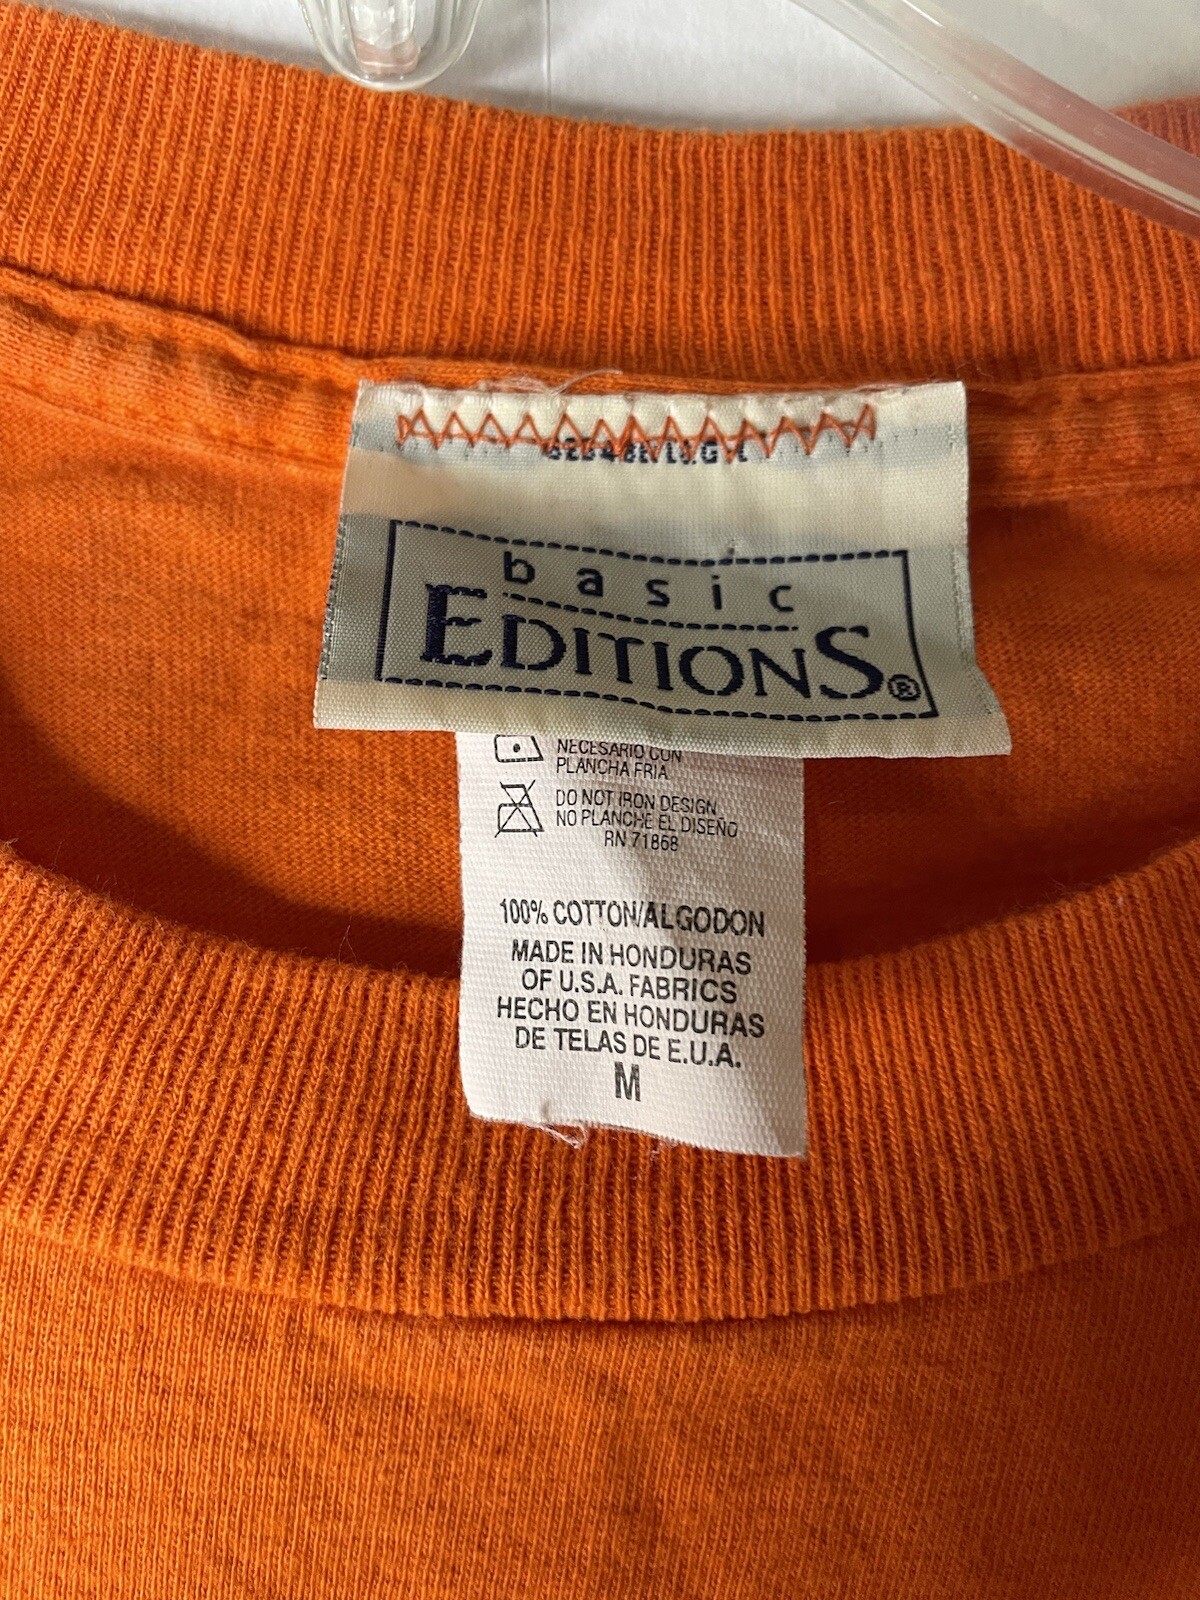 basic
EDITIONS®
NECESARIO CON
PLANCHA FRIA
DO NOT IRON DESIGN
NO PLANCHE EL DISEÑO
RN 71868
100% COTTON/ALGODON
MADE IN HONDURAS
OF U.S.A. FABRICS
HECHO EN HONDURAS
DE TELAS DE E.U.A.
M